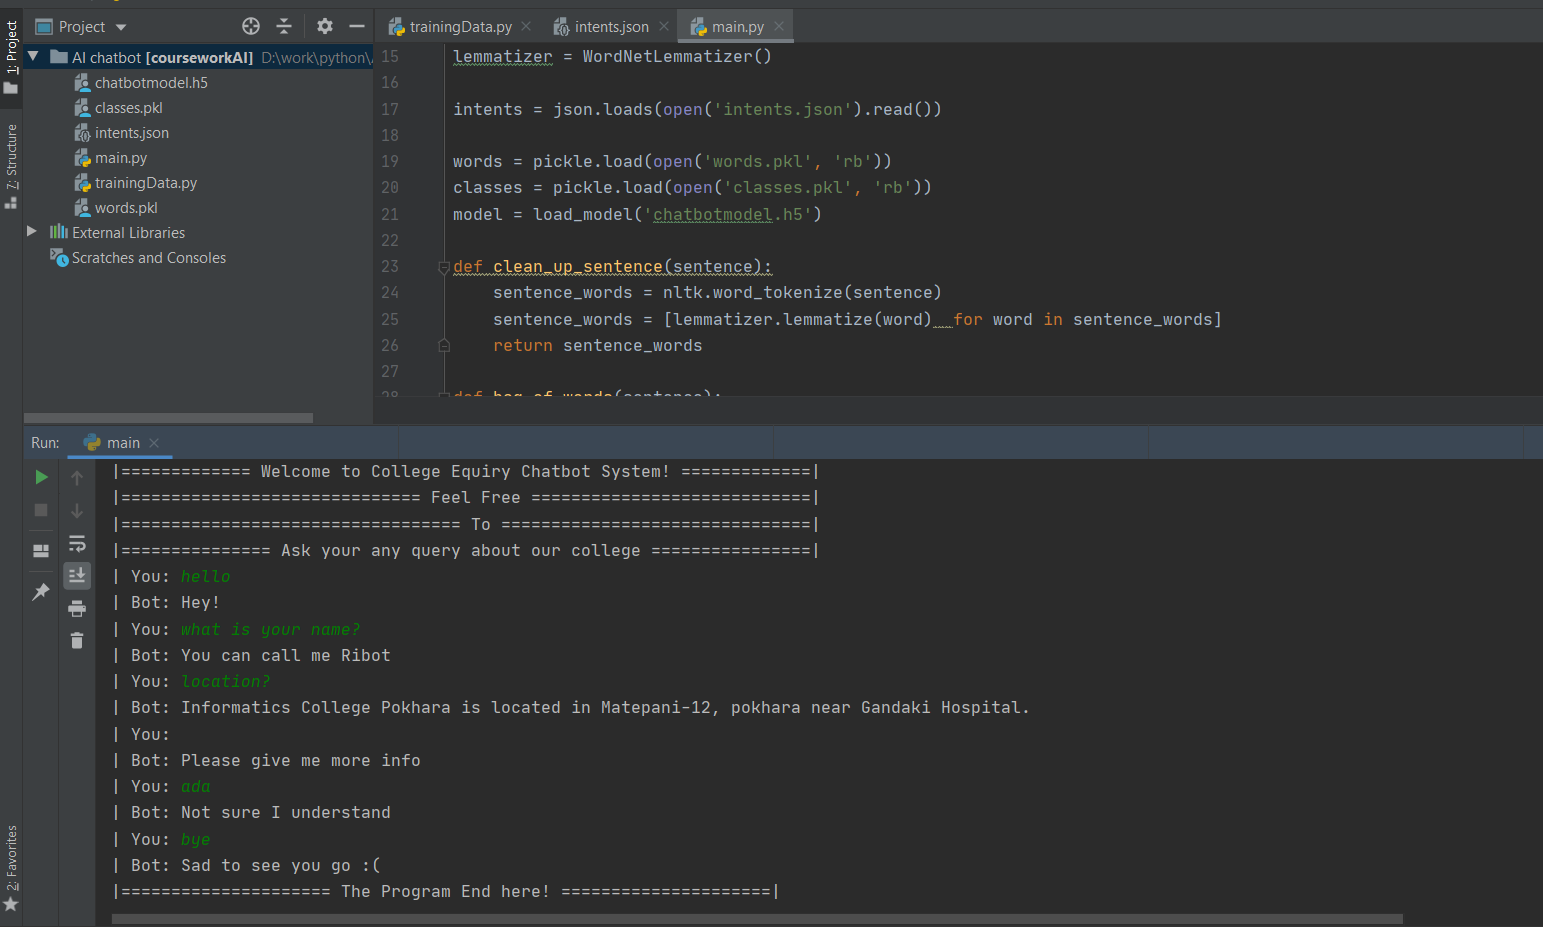 Project
trainingData.py
intents.json
main.py
1: Project
7: Structure
2: Favorites
AI chatbot [courseworkAI] D:\work\python\
chatbotmodel.h5
classes.pkl
intents.json
main.py
trainingData.py
words.pkl
External Libraries
Scratches and Consoles
15 lemmatizer = WordNetLemmatizer()
16
17 intents = json.loads(open('intents.json').read())
18
19 words = pickle.load(open('words.pkl', 'rb'))
20 classes = pickle.load(open('classes.pkl', 'rb'))
21 model = load_model('chatbotmodel.h5')
22
23 def clean_up_sentence(sentence):
24 sentence_words = nltk.word_tokenize(sentence)
25 sentence_words = [lemmatizer.lemmatize(word)  for word in sentence_words]
26 return sentence_words
27
28 def bag_of_words(sentence):
Run: main
|============= Welcome to College Equiry Chatbot System! =============|
|============================== Feel Free ============================|
|================================== To ===============================|
|=============== Ask your any query about our college ================|
| You: hello
| Bot: Hey!
| You: what is your name?
| Bot: You can call me Ribot
| You: location?
| Bot: Informatics College Pokhara is located in Matepani-12, pokhara near Gandaki Hospital.
| You:
| Bot: Please give me more info
| You: ada
| Bot: Not sure I understand
| You: bye
| Bot: Sad to see you go :(
|===================== The Program End here! =====================|